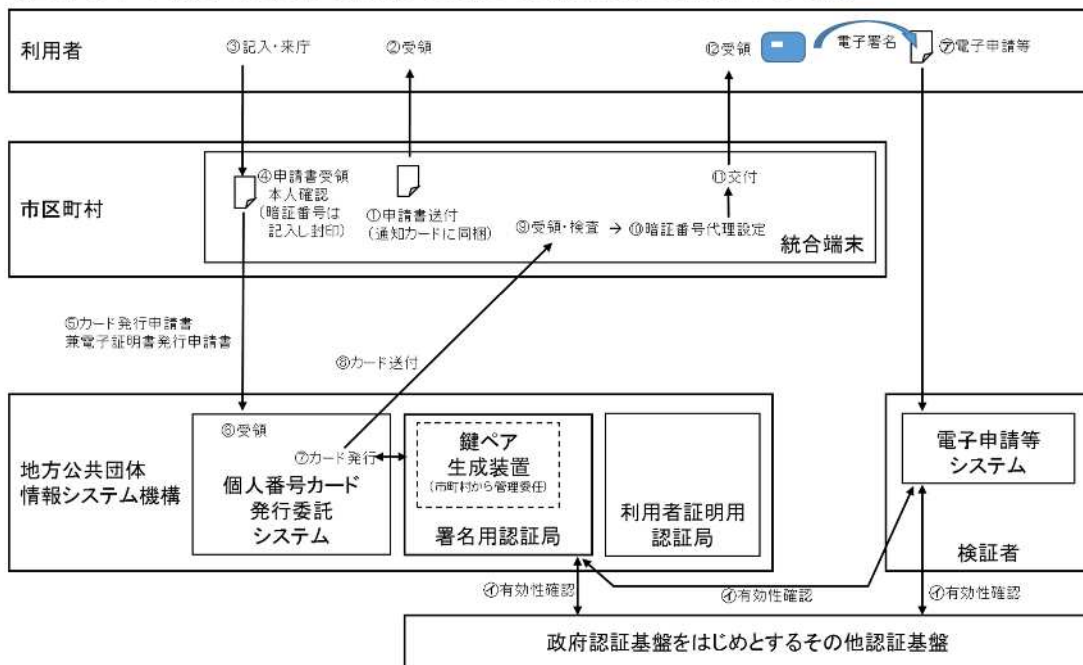 利用者
③記入・来庁
②受領
⑫受領
電子署名
㋐電子申請等
市区町村
④申請書受領
本人確認
(暗証番号は
記入し封印)
①申請書送付
(通知カードに同梱)
⑨受領・検査
⑩暗証番号代理設定
⑪交付
統合端末
⑤カード発行申請書
兼電子証明書発行申請書
⑧カード送付
地方公共団体
情報システム機構
⑥受領
⑦カード発行
個人番号カード
発行委託
システム
鍵ペア
生成装置
(市町村から管理委任)
署名用認証局
利用者証明用
認証局
電子申請等
システム
検証者
㋑有効性確認
㋑有効性確認
㋑有効性確認
政府認証基盤をはじめとするその他認証基盤